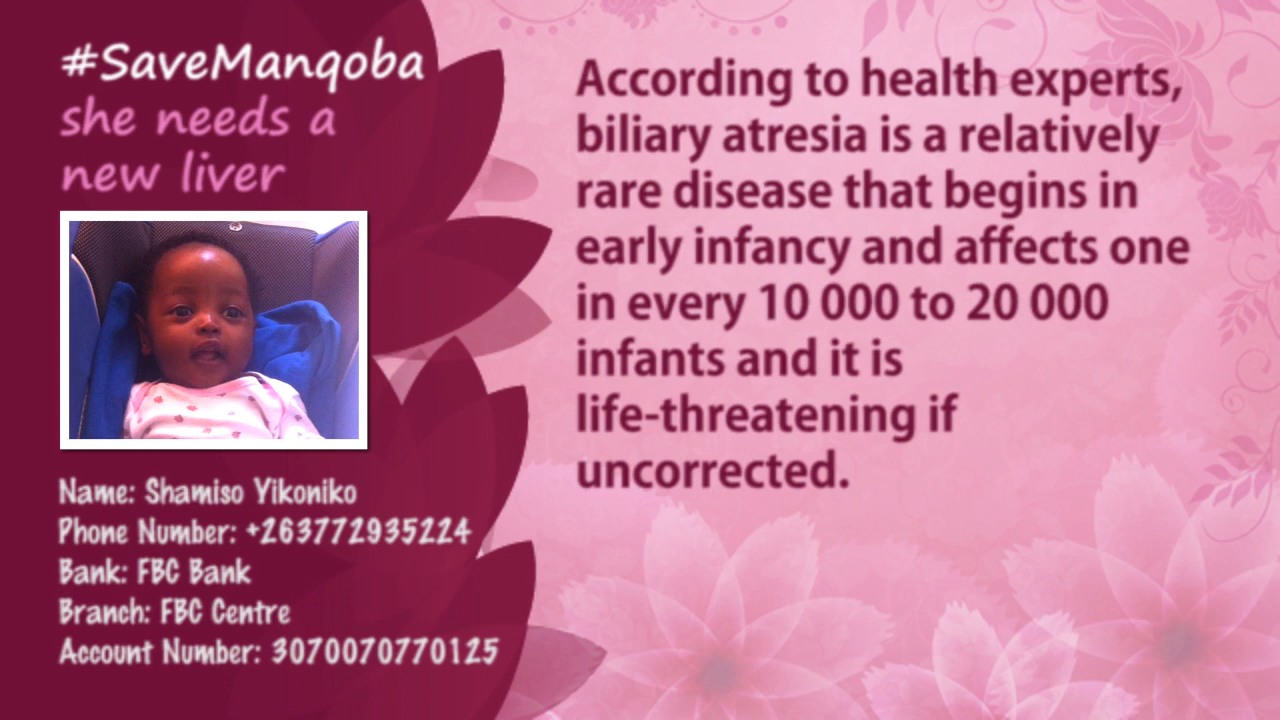 #SaveManqoba
she needs a
new liver
Name: Shamiso Yikoniko
Phone Number: +263772935224
Bank: FBC Bank
Branch: FBC Centre
Account Number: 3070070770125
According to health experts,
biliary atresia is a relatively
rare disease that begins in
early infancy and affects one
in every 10 000 to 20 000
infants and it is
life-threatening if
uncorrected.